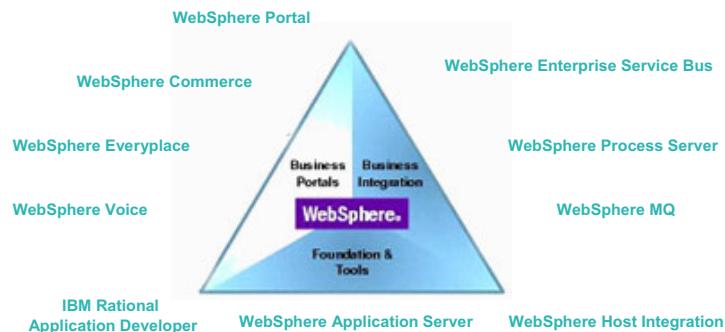 WebSphere Portal
WebSphere Enterprise Service Bus
WebSphere Commerce
WebSphere Everyplace
WebSphere Process Server
Business
Portals
Business
Integration
WebSphere Voice
WebSphere.
WebSphere MQ
Foundation &
Tools
IBM Rational
Application Developer
WebSphere Application Server
WebSphere Host Integration